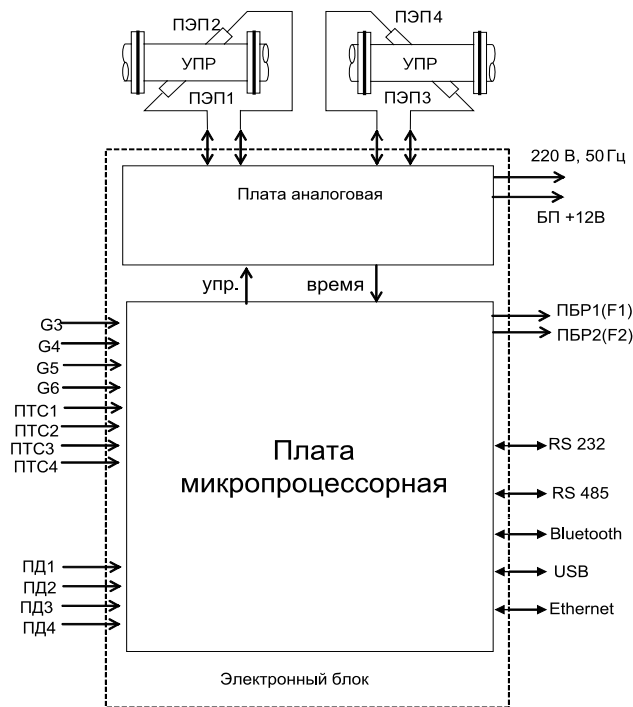 ПЭП2
ПЭП4
УПР
УПР
ПЭП1
ПЭП3
220 В, 50 Гц
Плата аналоговая
БП +12В
упр.
время
G3
G4
G5
G6
ПТС1
ПТС2
ПТС3
ПТС4
ПБР1(F1)
ПБР2(F2)
Плата
микропроцессорная
RS 232
RS 485
Bluetooth
USB
Ethernet
ПД1
ПД2
ПД3
ПД4
Электронный блок